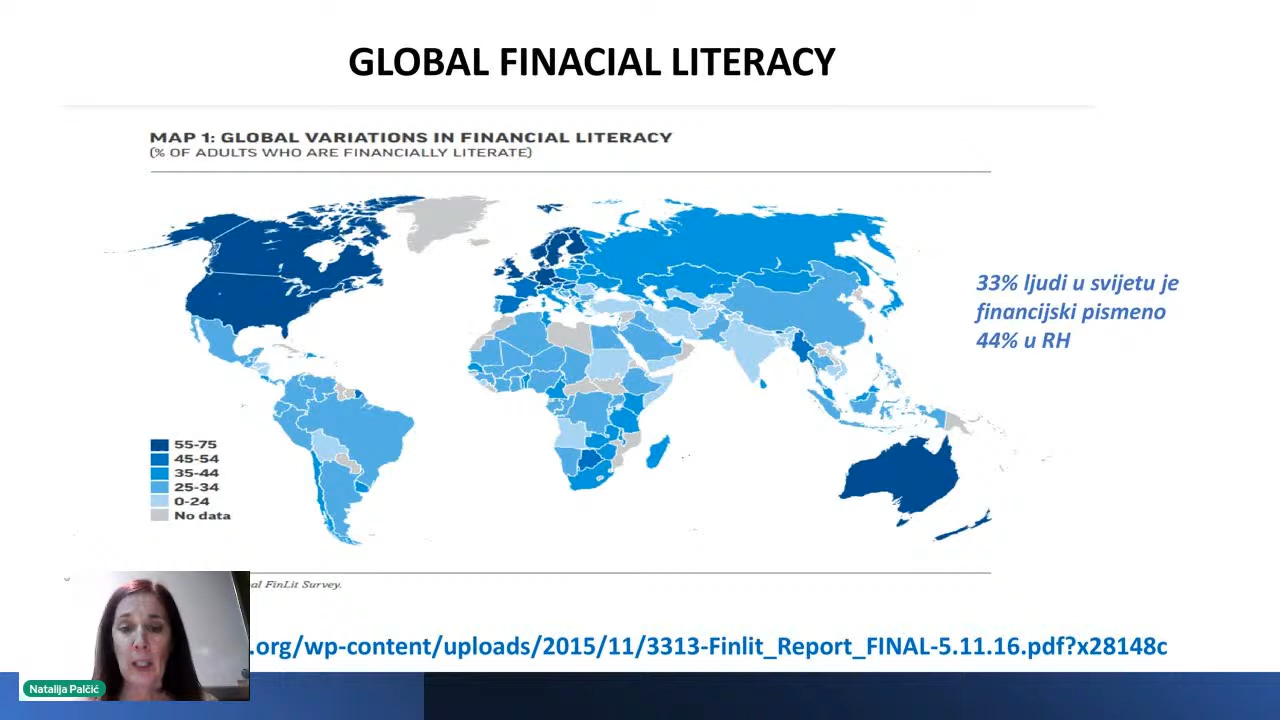 GLOBAL FINACIAL LITERACY
MAP 1: GLOBAL VARIATIONS IN FINANCIAL LITERACY
(% OF ADULTS WHO ARE FINANCIALLY LITERATE)
33% ljudi u svijetu je
financijski pismeno
44% u RH
55-75
45-54
35-44
25-34
0-24
No data
al FinLit Survey.
.org/wp-content/uploads/2015/11/3313-Finlit_Report_FINAL-5.11.16.pdf?x28148c
Natalija Palčić